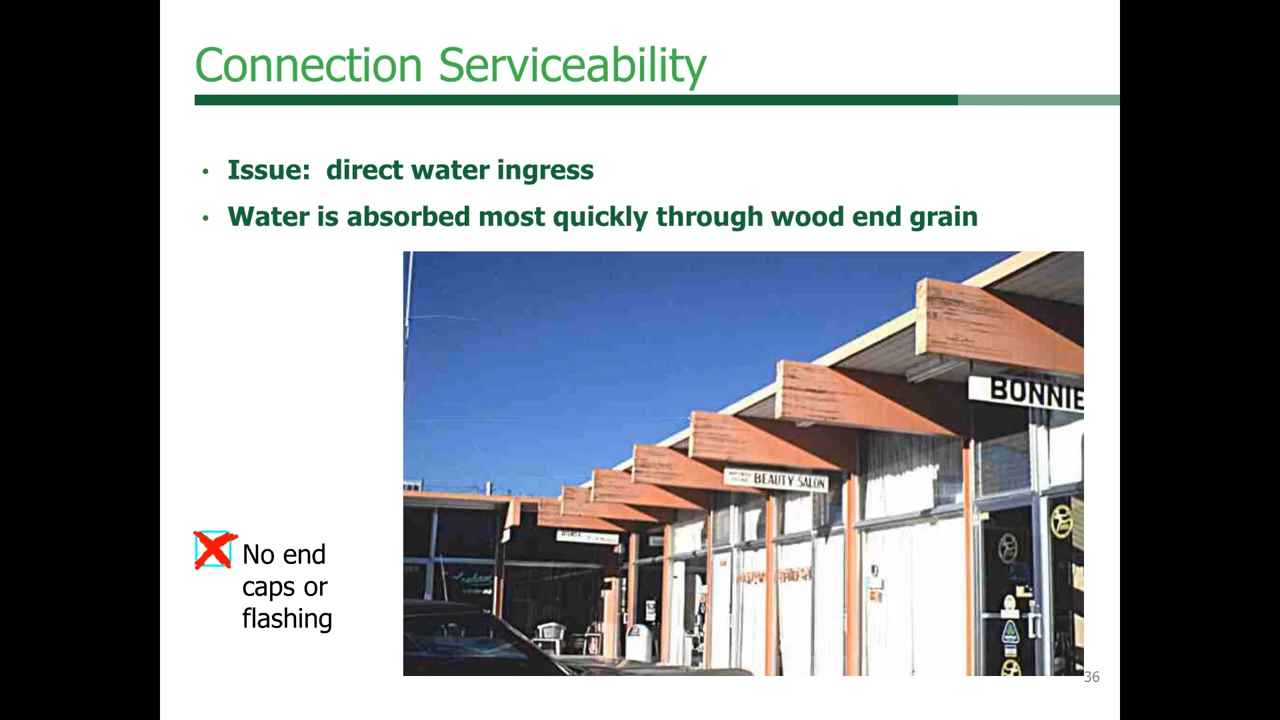 Connection Serviceability
Issue: direct water ingress
Water is absorbed most quickly through wood end grain
BONNIE
BEAUTY SALON
No end
caps or
flashing
36